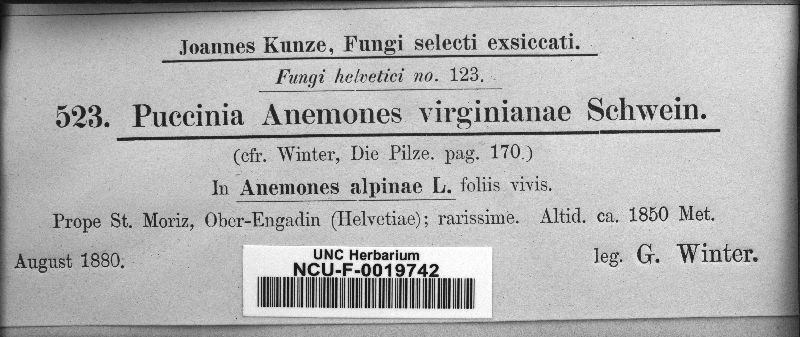 Joannes Kunze, Fungi selecti exsiccati.
Fungi helvetici no. 123.
523. Puccinia Anemones virginianae Schwein.
(cfr. Winter, Die Pilze. pag. 170.)
In Anemones alpinae L. foliis vivis.
Prope St. Moriz, Ober-Engadin (Helvetiae); rarissime. Altid. ca. 1850 Met.
August 1880.
leg. G. Winter.
UNC Herbarium
NCU-F-0019742